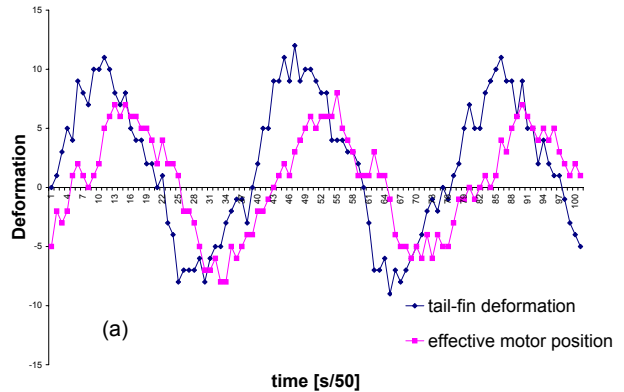 15
10
5
0
-5
-10
-15
Deformation
1 4 7 10 13 16 19 22 25 28 31 34 37 40 43 46 49 52 55 58 61 64 67 70 73 76 79 82 85 88 91 94 97 100
tail-fin deformation
(a)
effective motor position
time [s/50]